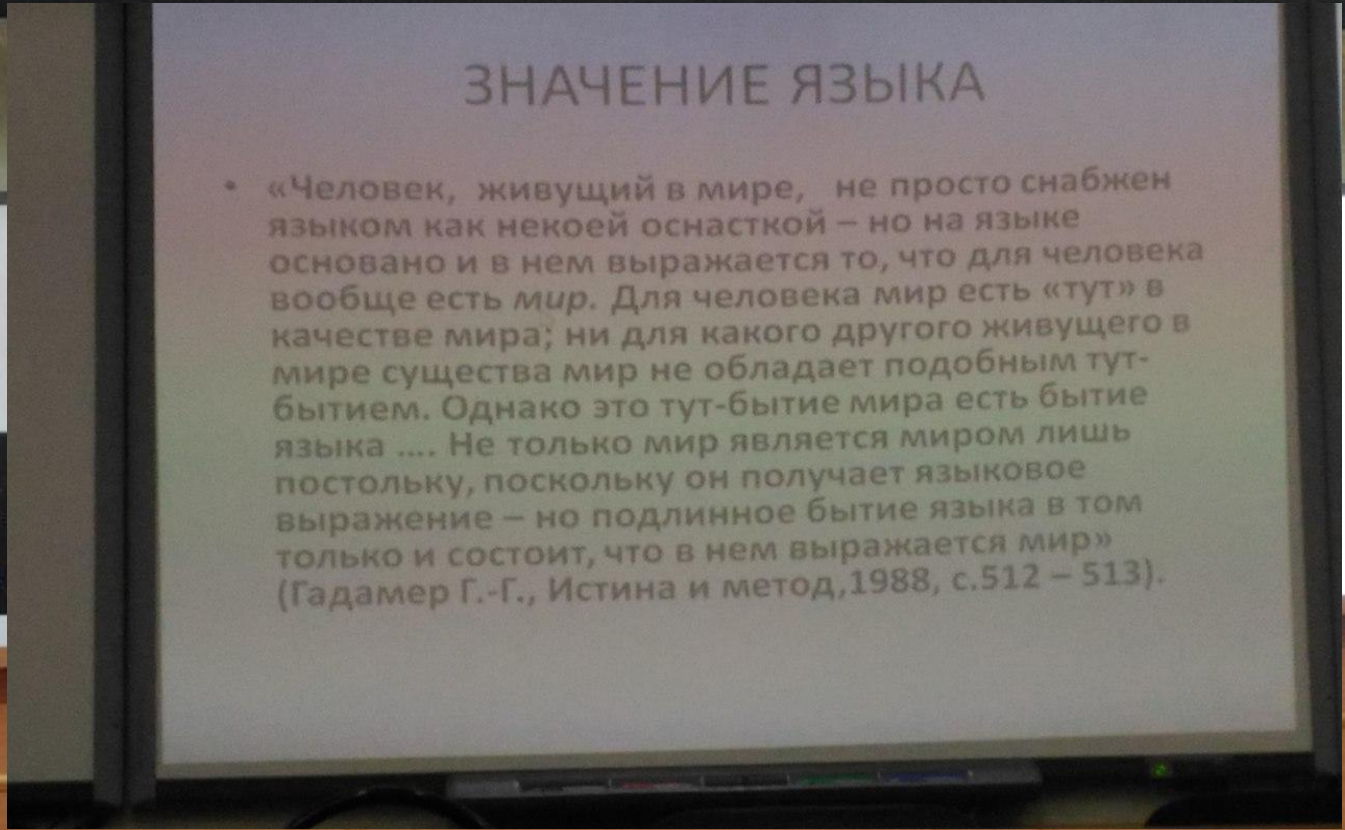 ЗНАЧЕНИЕ ЯЗЫКА
• «Человек, живущий в мире, не просто снабжен
языком как некоей оснасткой – но на языке
основано и в нем выражается то, что для человека
вообще есть мир. Для человека мир есть «тут» в
качестве мира; ни для какого другого живущего в
мире существа мир не обладает подобным тут-
бытием. Однако это тут-бытие мира есть бытие
языка .... Не только мир является миром лишь
постольку, поскольку он получает языковое
выражение – но подлинное бытие языка в том
только и состоит, что в нем выражается мир»
(Гадамер Г.-Г., Истина и метод,1988, с.512 – 513).